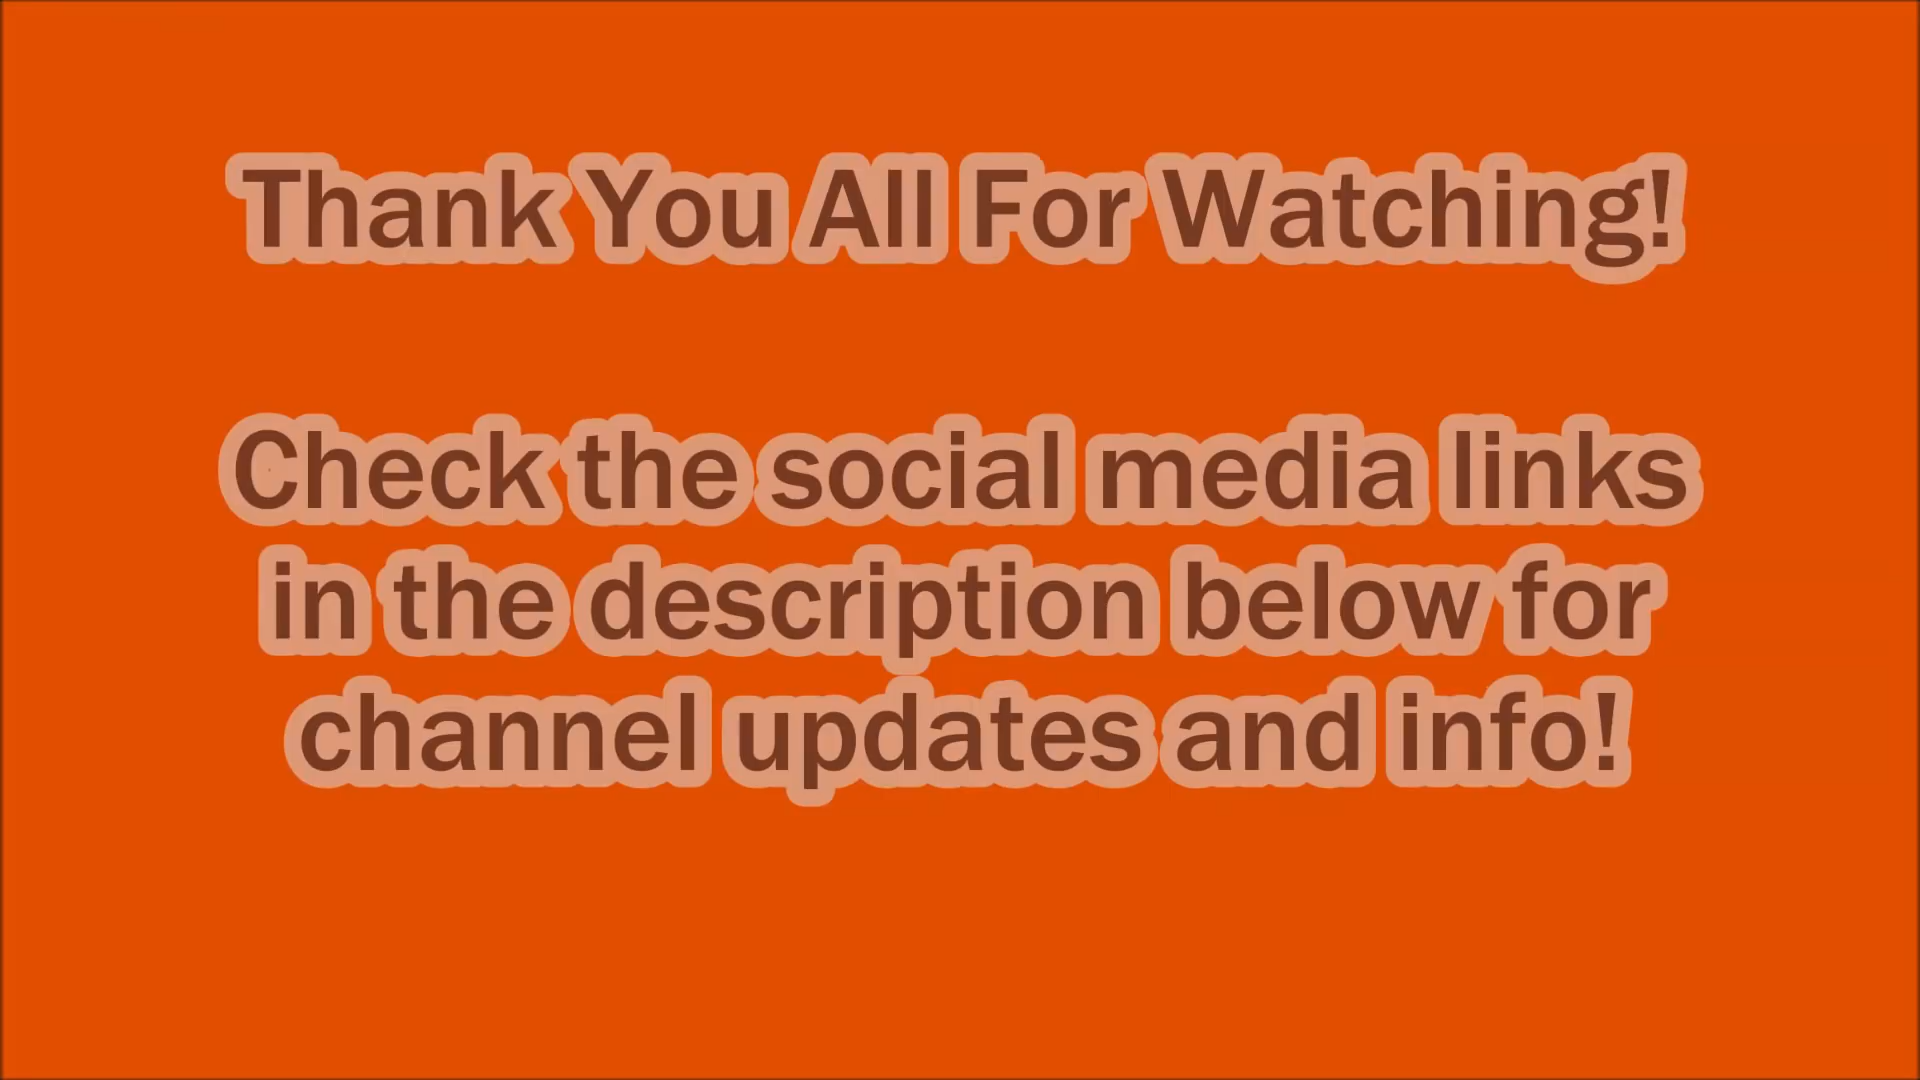 Thank You All For Watching!
Check the social media links
in the description below for
channel updates and info!